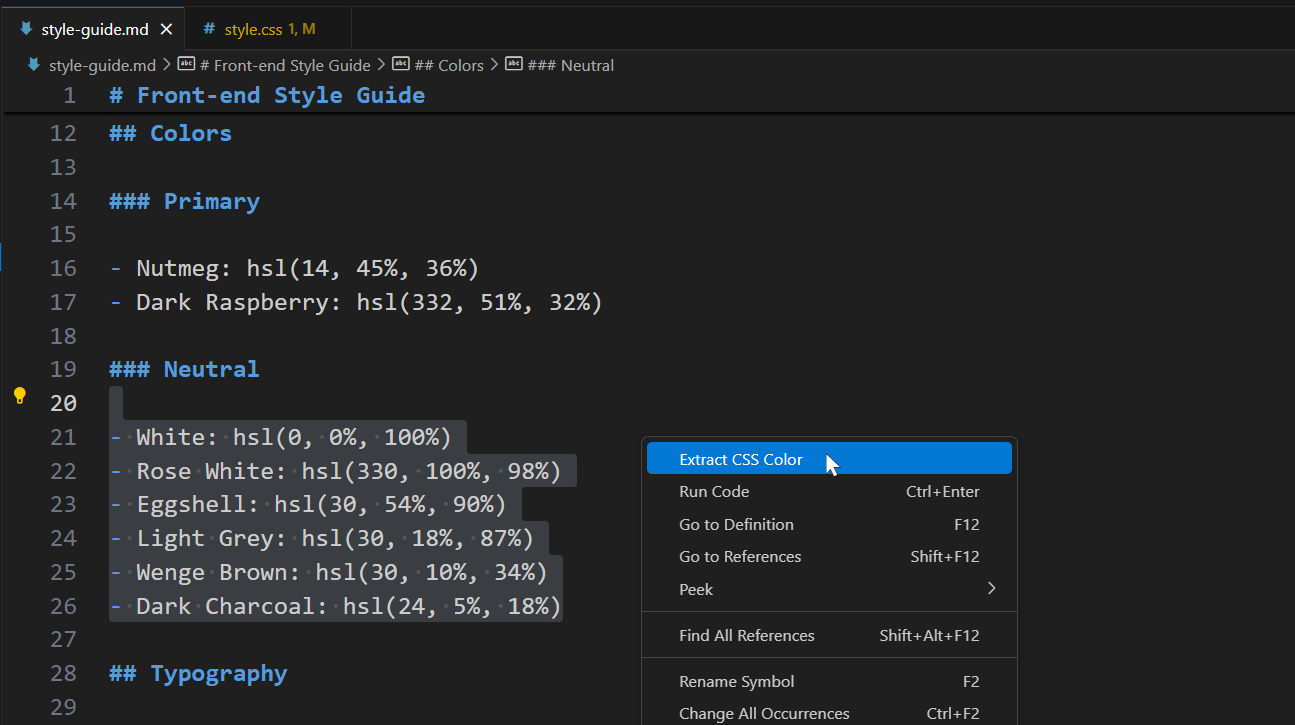 style-guide.md
# style.css 1, M
style-guide.md > # Front-end Style Guide > ## Colors > ### Neutral
1 # Front-end Style Guide
12 ## Colors
13
14 ### Primary
15
16 - Nutmeg: hsl(14, 45%, 36%)
17 - Dark Raspberry: hsl(332, 51%, 32%)
18
19 ### Neutral
20
21 - White: hsl(0, 0%, 100%)
22 - Rose White: hsl(330, 100%, 98%)
23 - Eggshell: hsl(30, 54%, 90%)
24 - Light Grey: hsl(30, 18%, 87%)
25 - Wenge Brown: hsl(30, 10%, 34%)
26 - Dark Charcoal: hsl(24, 5%, 18%)
27
28 ## Typography
29
Extract CSS Color
Run Code Ctrl+Enter
Go to Definition F12
Go to References Shift+F12
Peek
Find All References Shift+Alt+F12
Rename Symbol F2
Change All Occurrences Ctrl+F2